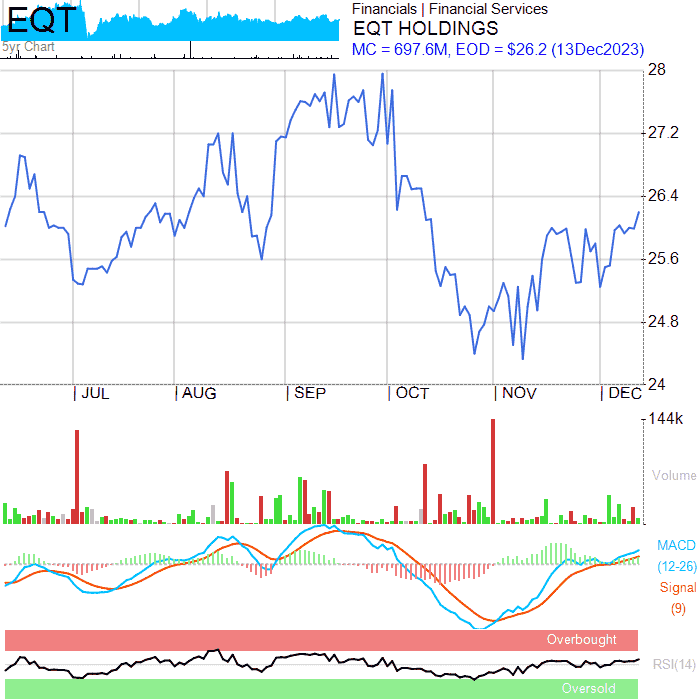 EQT
5yr Chart
Financials | Financial Services
EQT HOLDINGS
MC = 697.6M, EOD = $26.2 (13Dec2023)
28
27.2
26.4
25.6
24.8
24
| JUL | AUG | SEP | OCT | NOV | DEC
144k
Volume
MACD
(12-26)
Signal
(9)
Overbought
RSI(14)
Oversold